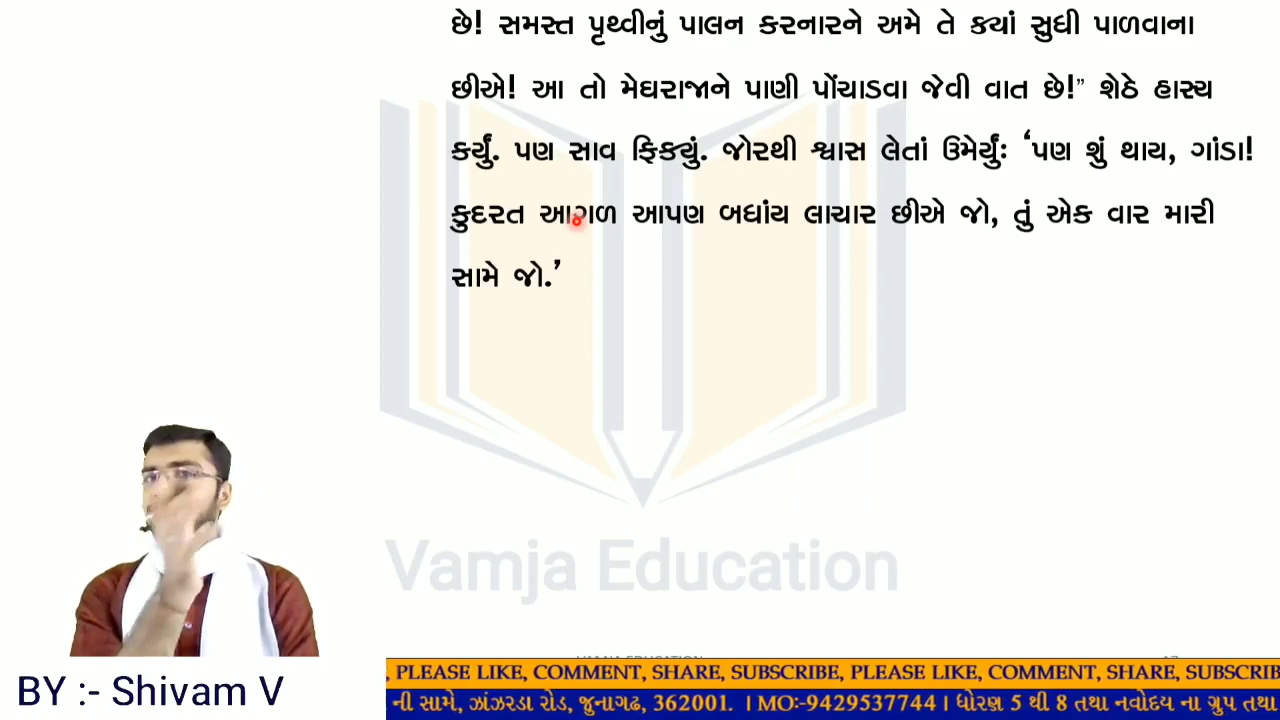 છે! સમસ્ત પૃથ્વીનું પાલન કરનારને અમે તે ક્યાં સુધી પાળવાના
છીએ! આ તો મેઘરાજાને પાણી પોંચાડવા જેવી વાત છે!” શેઠે હાસ્ય
કર્યું. પણ સાવ ફિક્યું. જોરથી શ્વાસ લેતાં ઉમેર્યુંઃ ‘પણ શું થાય, ગાંડા!
કુદરત આગળ આપણ બધાંય લાચાર છીએ જો, તું એક વાર મારી
સામે જો.’
Vamja Education
BY :- Shivam V
, PLEASE LIKE, COMMENT, SHARE, SUBSCRIBE, PLEASE LIKE, COMMENT, SHARE, SUBSCRIB
ની સામે, ઝાંઝરડા રોડ, જુનાગઢ, 362001. | MO:-9429537744 | ધોરણ 5 થી 8 તથા નવોદય ના ગ્રુપ તથા